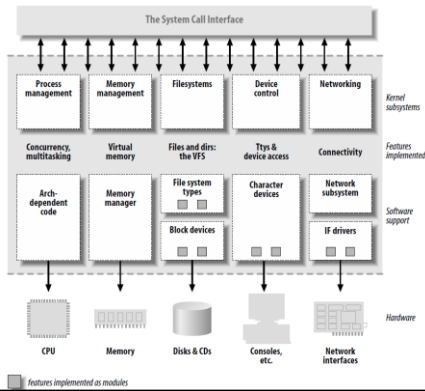 The System Call Interface
Process
management
Memory
management
Filesystems
Device
control
Networking
Kernel
subsystems
Concurrency,
multitasking
Virtual
memory
Files and dirs:
the VFS
Ttys &
device access
Connectivity
Features
implemented
Arch-
dependent
code
Memory
manager
File system
types
Block devices
Character
devices
Network
subsystem
IF drivers
Software
support
Hardware
CPU
Memory
Disks & CDs
Consoles,
etc.
Network
interfaces
features implemented as modules